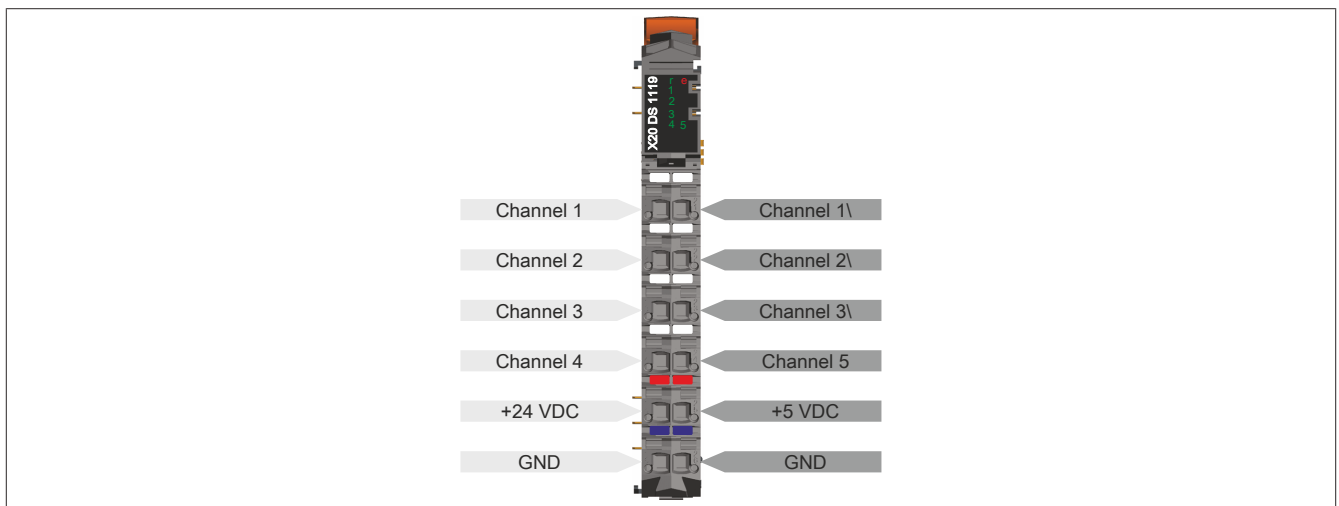 X20 DS 1119
r e
1
2
3
4 5
Channel 1 Channel 1\
Channel 2 Channel 2\
Channel 3 Channel 3\
Channel 4 Channel 5
+24 VDC +5 VDC
GND GND